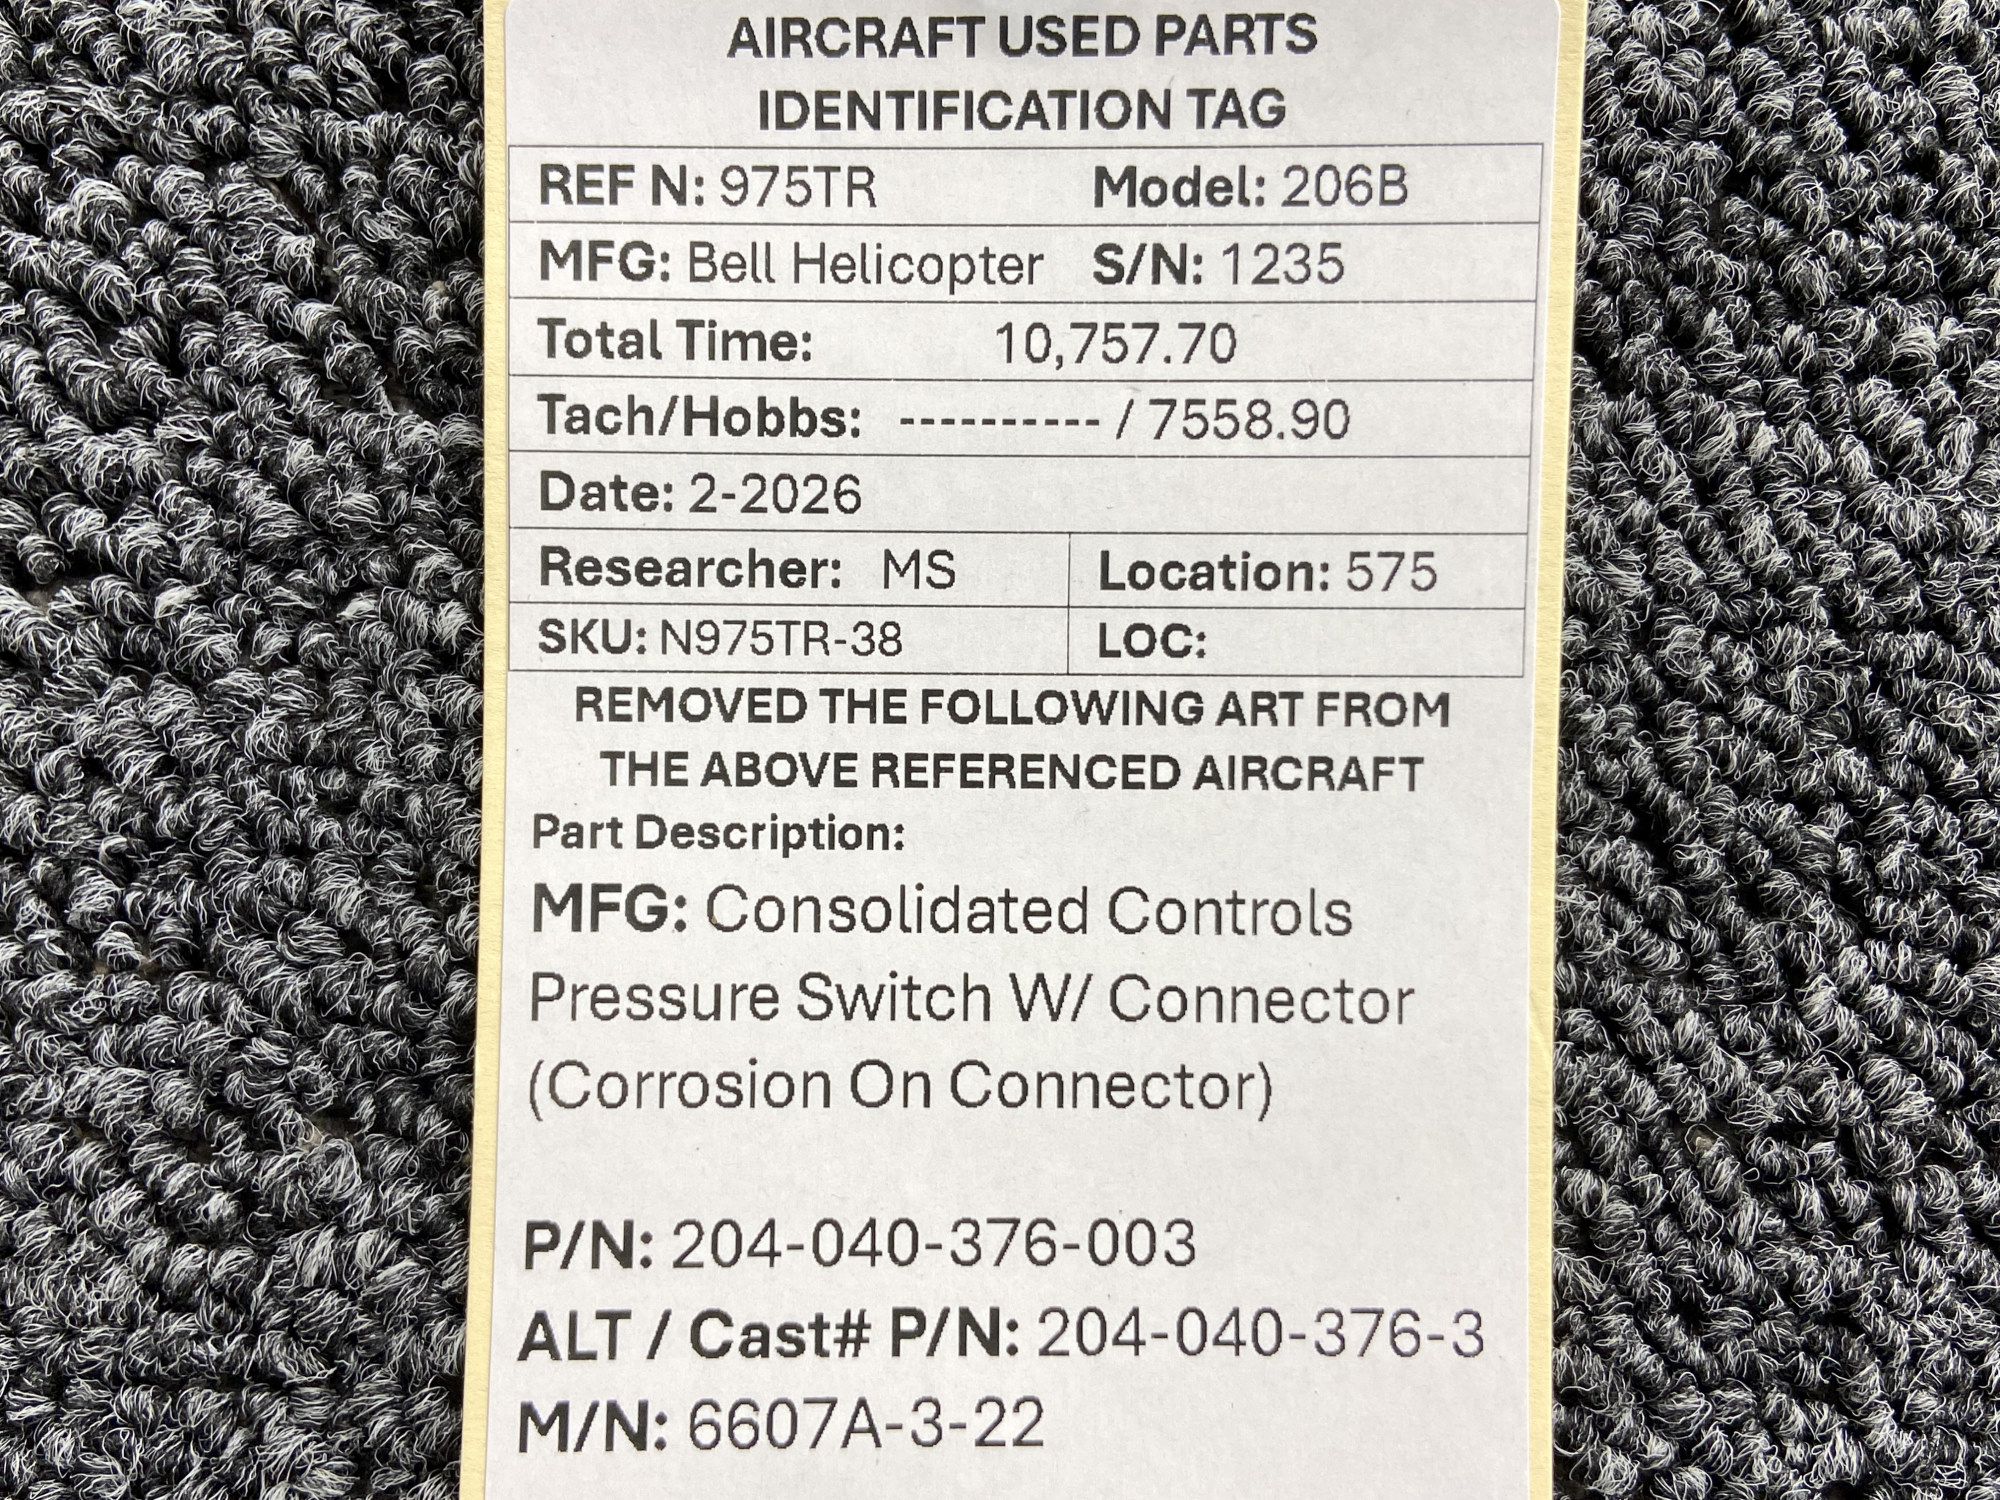 AIRCRAFT USED PARTS
IDENTIFICATION TAG
REF N: 975TR Model: 206B
MFG: Bell Helicopter S/N: 1235
Total Time: 10,757.70
Tach/Hobbs: ---------- / 7558.90
Date: 2-2026
Researcher: MS Location: 575
SKU: N975TR-38 LOC:
REMOVED THE FOLLOWING ART FROM
THE ABOVE REFERENCED AIRCRAFT
Part Description:
MFG: Consolidated Controls
Pressure Switch W/ Connector
(Corrosion On Connector)
P/N: 204-040-376-003
ALT / Cast# P/N: 204-040-376-3
M/N: 6607A-3-22